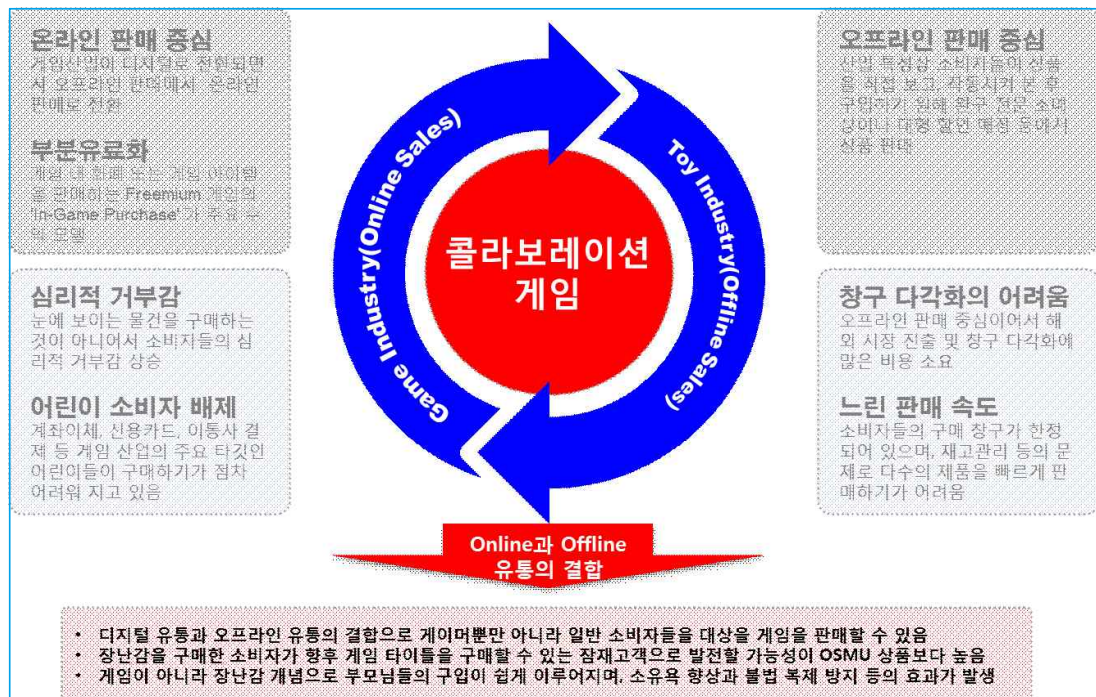 온라인 판매 중심
게임산업이 디지털로 전환되면
서 오프라인 판매에서 온라인
판매로 전환
부분유료화
게임 내 화폐 또는 게임 아이템
을 판매하는 Freemium 게임의
'In-Game Purchase'가 주요 수
익 모델
심리적 거부감
눈에 보이는 물건을 구매하는
것이 아니어서 소비자들의 심
리적 거부감 상승
어린이 소비자 배제
계좌이체, 신용카드, 이통사 결
제 등 게임 산업의 주요 타깃인
어린이들이 구매하기가 점차
어려워 지고 있음
Game Industry(Online Sales)
Toy Industry(Offline Sales)
콜라보레이션
게임
오프라인 판매 중심
산업 특성상 소비자들이 상품
을 직접 보고, 작동시켜 본 후
구입하기 원해 완구 전문 소매
상이나 대형 할인 매장 등에서
상품 판매
창구 다각화의 어려움
오프라인 판매 중심이어서 해
외 시장 진출 및 창구 다각화에
많은 비용 소요
느린 판매 속도
소비자들의 구매 창구가 한정
되어 있으며, 재고관리 등의 문
제로 다수의 제품을 빠르게 판
매하기가 어려움
Online과 Offline
유통의 결합
• 디지털 유통과 오프라인 유통의 결합으로 게이머뿐만 아니라 일반 소비자들을 대상을 게임을 판매할 수 있음
• 장난감을 구매한 소비자가 향후 게임 타이틀을 구매할 수 있는 잠재고객으로 발전할 가능성이 OSMU 상품보다 높음
• 게임이 아니라 장난감 개념으로 부모님들의 구입이 쉽게 이루어지며, 소유욕 향상과 불법 복제 방지 등의 효과가 발생